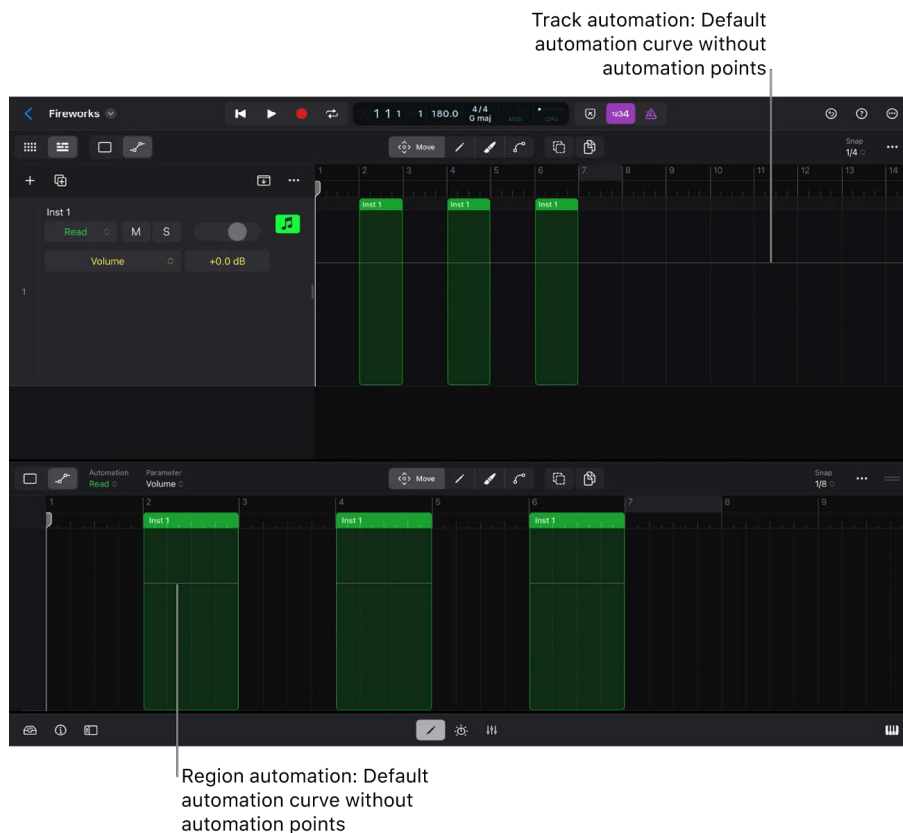 Track automation: Default
automation curve without
automation points
Fireworks
1 1 1 1 180.0 4/4 G maj MIDI CPU 1234
Move
Snap
1/4
1 2 3 4 5 6 7 8 9 10 11 12 13 14
Inst 1 Inst 1 Inst 1
Inst 1
Read M S
Volume +0.0 dB
1
Automation Parameter
Read Volume
Move
Snap
1/8
1 2 3 4 5 6 7 8 9
Inst 1 Inst 1 Inst 1
Region automation: Default
automation curve without
automation points